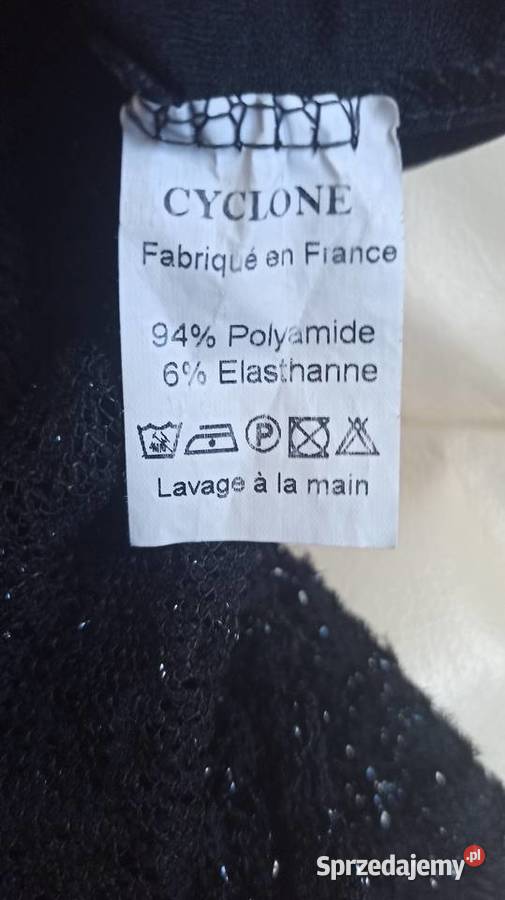 CYCLONE
Fabriqué en France
94% Polyamide
6% Elasthanne
P
Lavage à la main
Sprzedajemy.pl